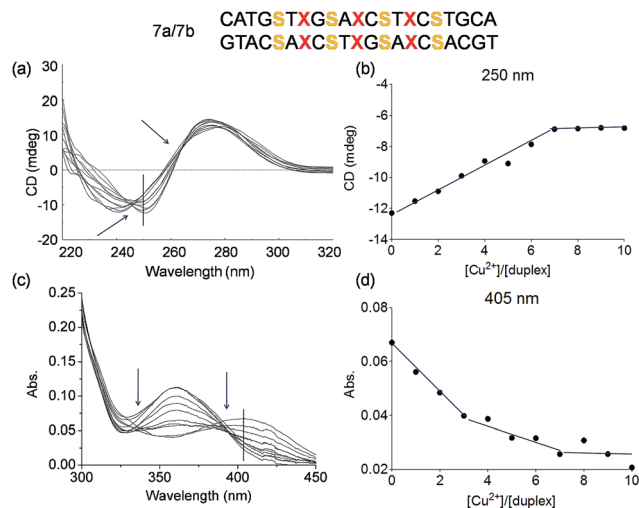 7a/7b
CATGSTXGSAXCSTXCSTGCA
GTACSAXCSTXGSAXCSACGT
(a)
CD (mdeg)
20
10
0
-10
-20
220 240 260 280 300 320
Wavelength (nm)
(b)
250 nm
CD (mdeg)
-4
-6
-8
-10
-12
-14
0 2 4 6 8 10
[Cu²⁺]/[duplex]
(c)
Abs.
0.25
0.20
0.15
0.10
0.05
0.00
300 350 400 450
Wavelength (nm)
(d)
405 nm
Abs.
0.08
0.06
0.04
0.02
0 2 4 6 8 10
[Cu²⁺]/[duplex]